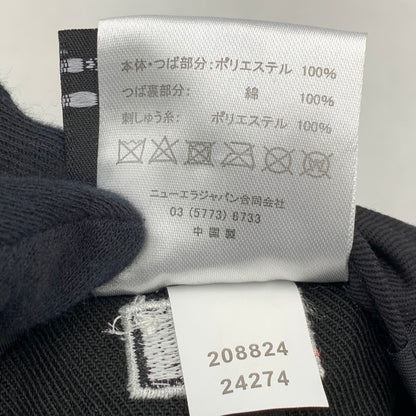 本体・つば部分：ポリエステル 100%
つば裏部分： 綿 100%
刺しゅう糸： ポリエステル 100%
ニューエラジャパン合同会社
03 (5773) 6733
中国製
208824
24274